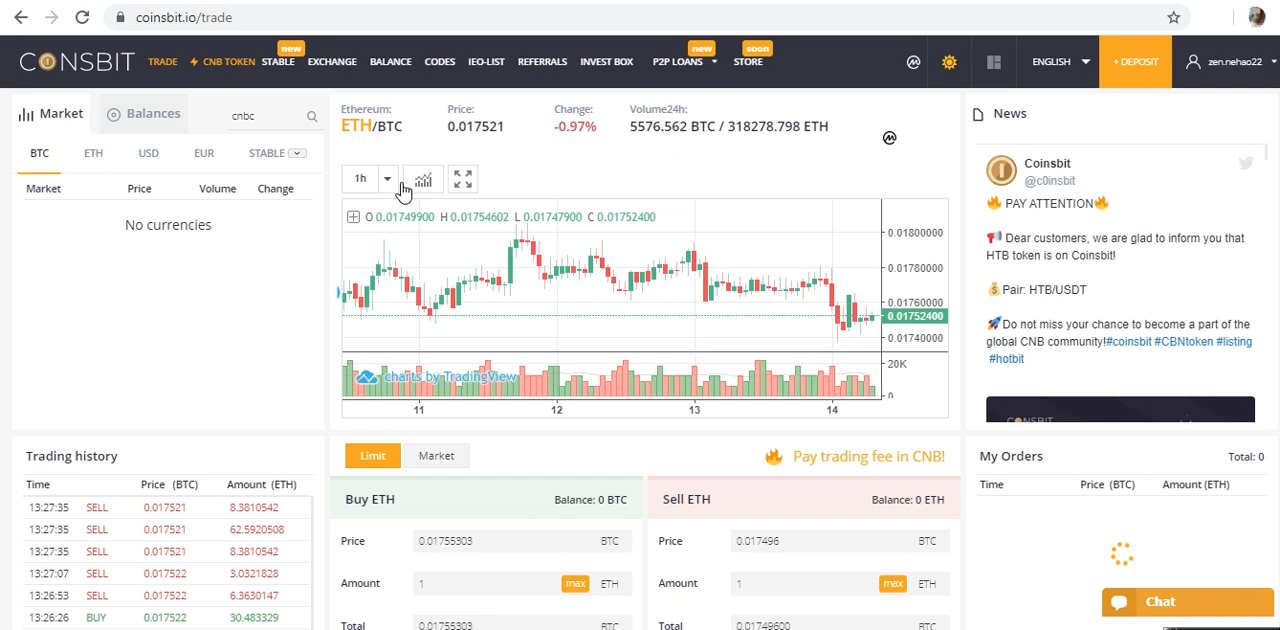 coinsbit.io/trade
CONSBIT
TRADE
CNB TOKEN
new
STABLE
EXCHANGE
BALANCE
CODES
IEO-LIST
REFERRALS
INVEST BOX
new
P2P LOANS
soon
STORE
ENGLISH
+ DEPOSIT
zen.nehao22
Market
Balances
cnbc
BTC ETH USD EUR STABLE
Market Price Volume Change
No currencies
Ethereum: Price: Change: Volume24h:
ETH/BTC 0.017521 -0.97% 5576.562 BTC / 318278.798 ETH
1h
O 0.01749900 H 0.01754602 L 0.01747900 C 0.01752400
0.01800000
0.01780000
0.01760000
0.01752400
0.01740000
20K
0
charts by TradingView
11 12 13 14
News
Coinsbit
@c0insbit
PAY ATTENTION
Dear customers, we are glad to inform you that
HTB token is on Coinsbit!
Pair: HTB/USDT
Do not miss your chance to become a part of the
global CNB community!#coinsbit #CBNtoken #listing
#hotbit
Trading history
Time Price (BTC) Amount (ETH)
13:27:35 SELL 0.017521 8.3810542
13:27:35 SELL 0.017521 62.5920508
13:27:35 SELL 0.017521 8.3810542
13:27:07 SELL 0.017522 3.0321828
13:26:53 SELL 0.017522 6.3630147
13:26:26 BUY 0.017522 30.483329
Limit Market
Pay trading fee in CNB!
Buy ETH Balance: 0 BTC
Price 0.01755303 BTC
Amount 1 max ETH
Total 0.01755303 BTC
Sell ETH Balance: 0 ETH
Price 0.017496 BTC
Amount 1 max ETH
Total 0.01749600 BTC
My Orders Total: 0
Time Price (BTC) Amount (ETH)
Chat